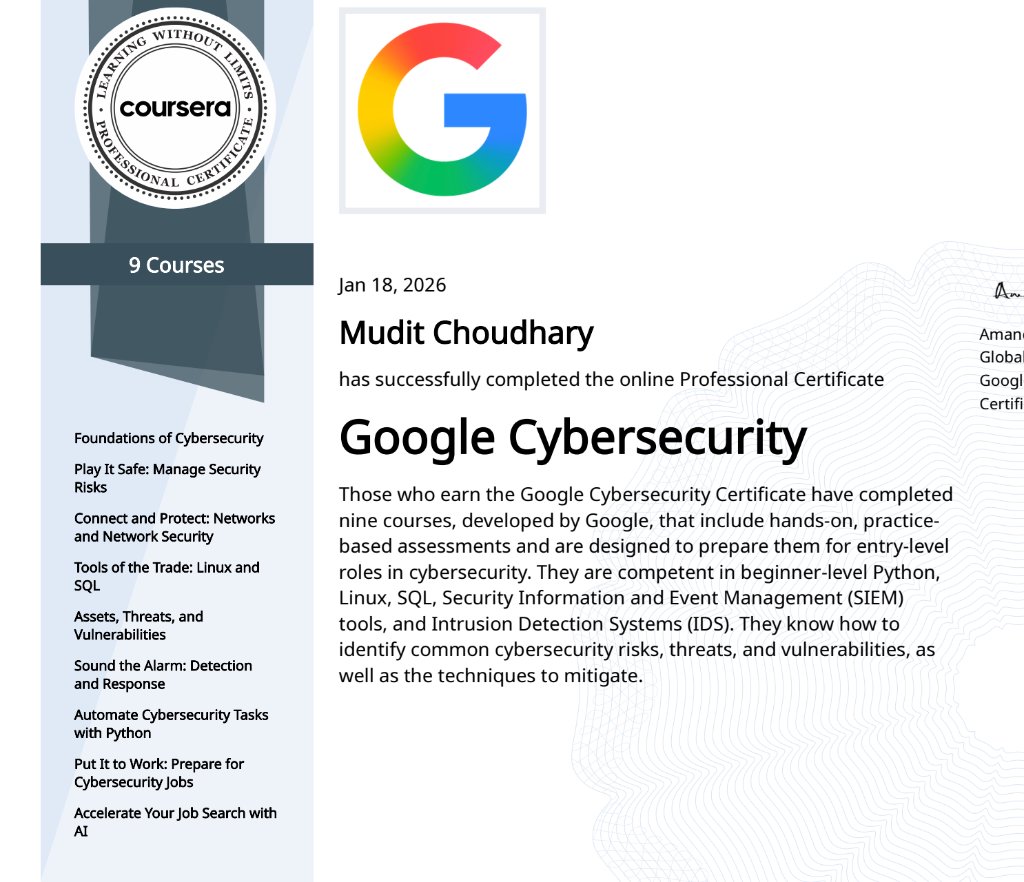 LEARNING WITHOUT LIMITS
coursera
PROFESSIONAL CERTIFICATE
9 Courses
Foundations of Cybersecurity
Play It Safe: Manage Security
Risks
Connect and Protect: Networks
and Network Security
Tools of the Trade: Linux and
SQL
Assets, Threats, and
Vulnerabilities
Sound the Alarm: Detection
and Response
Automate Cybersecurity Tasks
with Python
Put It to Work: Prepare for
Cybersecurity Jobs
Accelerate Your Job Search with
AI
G
Jan 18, 2026
Mudit Choudhary
has successfully completed the online Professional Certificate
Google Cybersecurity
Those who earn the Google Cybersecurity Certificate have completed
nine courses, developed by Google, that include hands-on, practice-
based assessments and are designed to prepare them for entry-level
roles in cybersecurity. They are competent in beginner-level Python,
Linux, SQL, Security Information and Event Management (SIEM)
tools, and Intrusion Detection Systems (IDS). They know how to
identify common cybersecurity risks, threats, and vulnerabilities, as
well as the techniques to mitigate.
Global